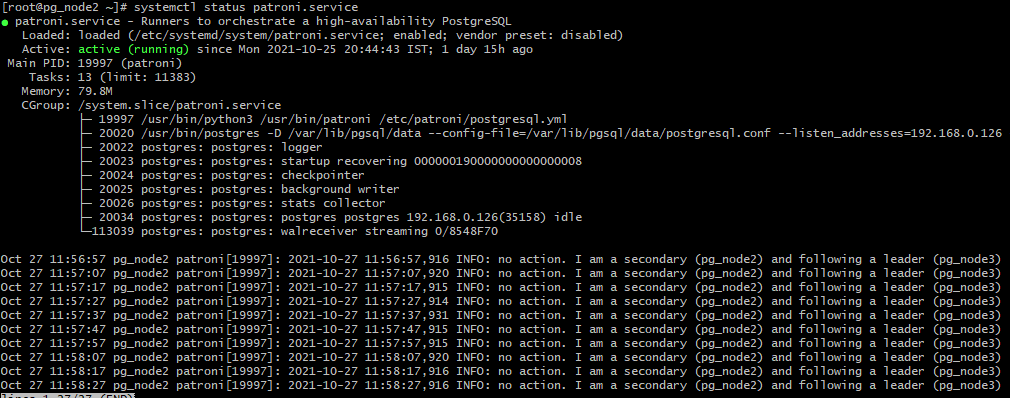 [root@pg_node2 ~]# systemctl status patroni.service
● patroni.service - Runners to orchestrate a high-availability PostgreSQL
Loaded: loaded (/etc/systemd/system/patroni.service; enabled; vendor preset: disabled)
Active: active (running) since Mon 2021-10-25 20:44:43 IST; 1 day 15h ago
Main PID: 19997 (patroni)
Tasks: 13 (limit: 11383)
Memory: 79.8M
CGroup: /system.slice/patroni.service
├─ 19997 /usr/bin/python3 /usr/bin/patroni /etc/patroni/postgresql.yml
├─ 20020 /usr/bin/postgres -D /var/lib/pgsql/data --config-file=/var/lib/pgsql/data/postgresql.conf --listen_addresses=192.168.0.126
├─ 20022 postgres: postgres: logger
├─ 20023 postgres: postgres: startup recovering 000000190000000000000008
├─ 20024 postgres: postgres: checkpointer
├─ 20025 postgres: postgres: background writer
├─ 20026 postgres: postgres: stats collector
├─ 20034 postgres: postgres: postgres postgres 192.168.0.126(35158) idle
└─113039 postgres: postgres: walreceiver streaming 0/8548F70
Oct 27 11:56:57 pg_node2 patroni[19997]: 2021-10-27 11:56:57,916 INFO: no action. I am a secondary (pg_node2) and following a leader (pg_node3)
Oct 27 11:57:07 pg_node2 patroni[19997]: 2021-10-27 11:57:07,920 INFO: no action. I am a secondary (pg_node2) and following a leader (pg_node3)
Oct 27 11:57:17 pg_node2 patroni[19997]: 2021-10-27 11:57:17,915 INFO: no action. I am a secondary (pg_node2) and following a leader (pg_node3)
Oct 27 11:57:27 pg_node2 patroni[19997]: 2021-10-27 11:57:27,914 INFO: no action. I am a secondary (pg_node2) and following a leader (pg_node3)
Oct 27 11:57:37 pg_node2 patroni[19997]: 2021-10-27 11:57:37,931 INFO: no action. I am a secondary (pg_node2) and following a leader (pg_node3)
Oct 27 11:57:47 pg_node2 patroni[19997]: 2021-10-27 11:57:47,915 INFO: no action. I am a secondary (pg_node2) and following a leader (pg_node3)
Oct 27 11:57:57 pg_node2 patroni[19997]: 2021-10-27 11:57:57,915 INFO: no action. I am a secondary (pg_node2) and following a leader (pg_node3)
Oct 27 11:58:07 pg_node2 patroni[19997]: 2021-10-27 11:58:07,920 INFO: no action. I am a secondary (pg_node2) and following a leader (pg_node3)
Oct 27 11:58:17 pg_node2 patroni[19997]: 2021-10-27 11:58:17,916 INFO: no action. I am a secondary (pg_node2) and following a leader (pg_node3)
Oct 27 11:58:27 pg_node2 patroni[19997]: 2021-10-27 11:58:27,916 INFO: no action. I am a secondary (pg_node2) and following a leader (pg_node3)
lines 1-27/27 (END)